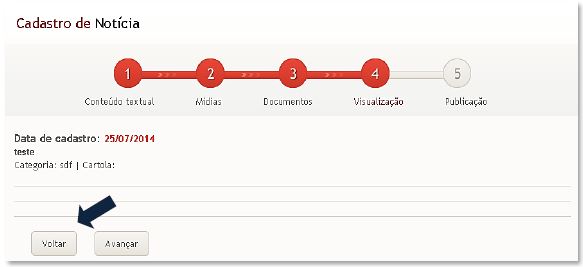 Cadastro de Notícia
1 2 3 4 5
Conteúdo textual Mídias Documentos Visualização Publicação
Data de cadastro: 25/07/2014
teste
Categoria: sdf | Cartola:
Voltar Avançar